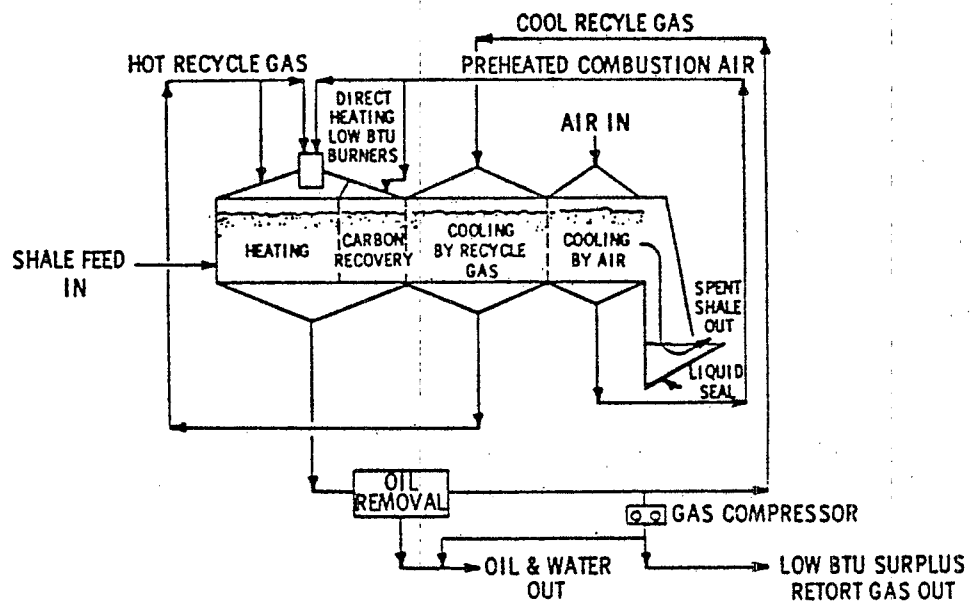 COOL RECYLE GAS
HOT RECYCLE GAS
PREHEATED COMBUSTION AIR
DIRECT
HEATING
LOW BTU
BURNERS
AIR IN
SHALE FEED
IN
HEATING
CARBON
RECOVERY
COOLING
BY RECYCLE
GAS
COOLING
BY AIR
SPENT
SHALE
OUT
LIQUID
SEAL
OIL
REMOVAL
GAS COMPRESSOR
OIL & WATER
OUT
LOW BTU SURPLUS
RETORT GAS OUT